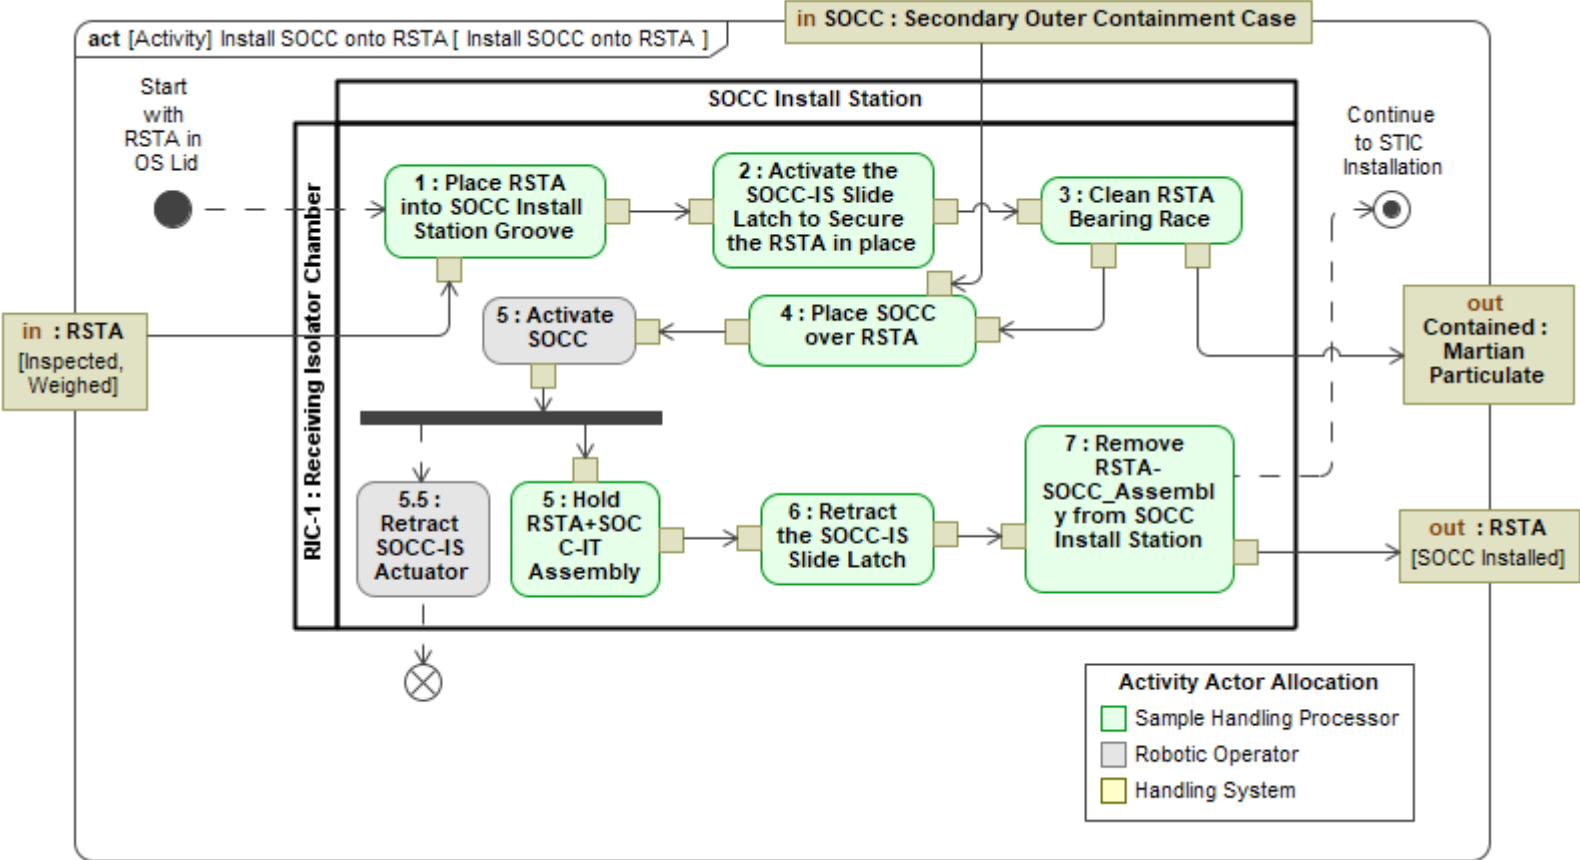 in SOCC : Secondary Outer Containment Case
act [Activity] Install SOCC onto RSTA [ Install SOCC onto RSTA ]
Start
with
RSTA in
OS Lid
SOCC Install Station
Continue
to STIC
Installation
RIC-1 : Receiving Isolator Chamber
1 : Place RSTA
into SOCC Install
Station Groove
2 : Activate the
SOCC-IS Slide
Latch to Secure
the RSTA in place
3 : Clean RSTA
Bearing Race
in : RSTA
[Inspected,
Weighed]
5 : Activate
SOCC
4 : Place SOCC
over RSTA
out
Contained :
Martian
Particulate
5.5 :
Retract
SOCC-IS
Actuator
5 : Hold
RSTA+SOC
C-IT
Assembly
6 : Retract
the SOCC-IS
Slide Latch
7 : Remove
RSTA-
SOCC_Assembl
y from SOCC
Install Station
out : RSTA
[SOCC Installed]
Activity Actor Allocation
Sample Handling Processor
Robotic Operator
Handling System